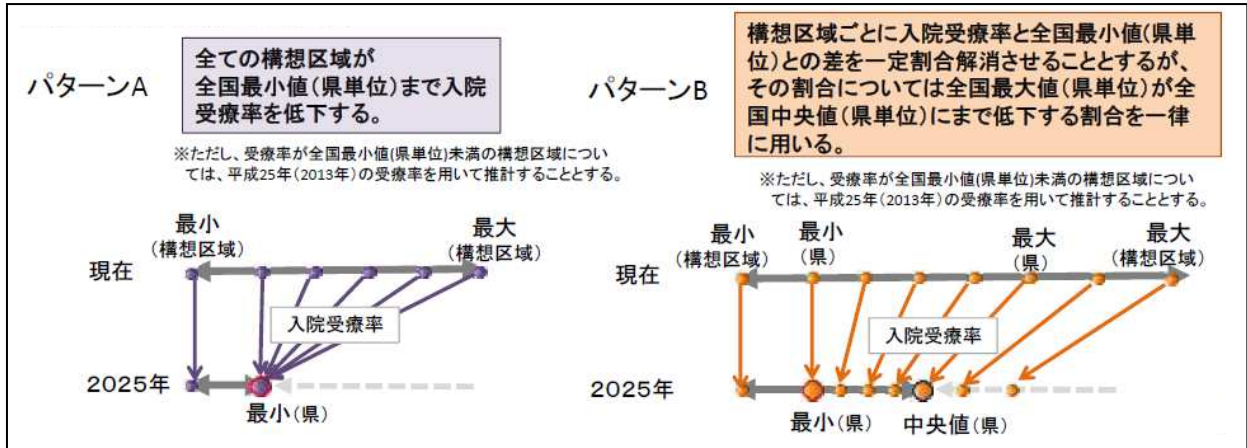 パターンA
全ての構想区域が
全国最小値(県単位)まで入院
受療率を低下する。
※ただし、受療率が全国最小値(県単位)未満の構想区域につい
ては、平成25年(2013年)の受療率を用いて推計することとする。
最小
(構想区域)
最大
(構想区域)
現在
入院受療率
2025年
最小(県)
パターンB
構想区域ごとに入院受療率と全国最小値(県単
位)との差を一定割合解消させることとするが、
その割合については全国最大値(県単位)が全
国中央値(県単位)にまで低下する割合を一律
に用いる。
※ただし、受療率が全国最小値(県単位)未満の構想区域につい
ては、平成25年(2013年)の受療率を用いて推計することとする。
最小
(構想区域)
最小
(県)
最大
(県)
最大
(構想区域)
現在
入院受療率
2025年
最小(県)
中央値(県)